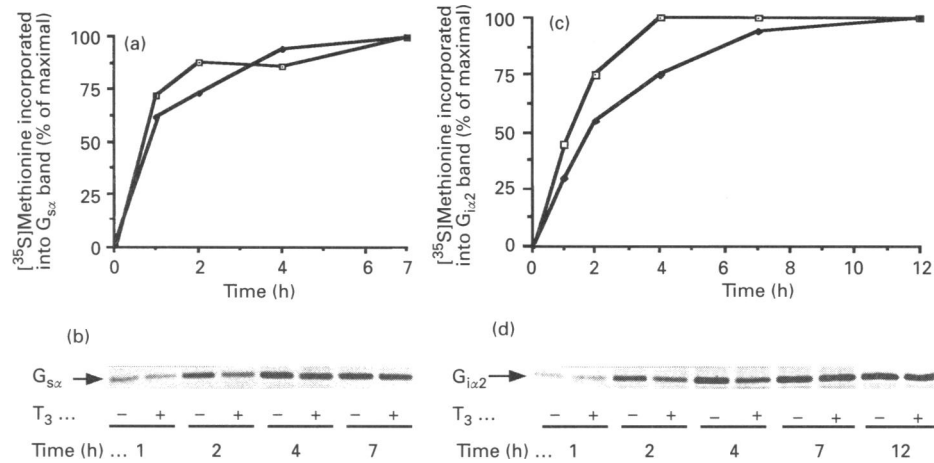 (a)
[³⁵S]Methionine incorporated
into Gsα band (% of maximal)
100
75
50
25
0
0 2 4 6 7
Time (h)
(c)
[³⁵S]Methionine incorporated
into Giα2 band (% of maximal)
100
75
50
25
0
0 2 4 6 8 10 12
Time (h)
(b)
Gsα
T₃ ... − + − + − + − +
Time (h) ... 1 2 4 7
(d)
Giα2
T₃ ... − + − + − + − + − +
Time (h) ... 1 2 4 7 12